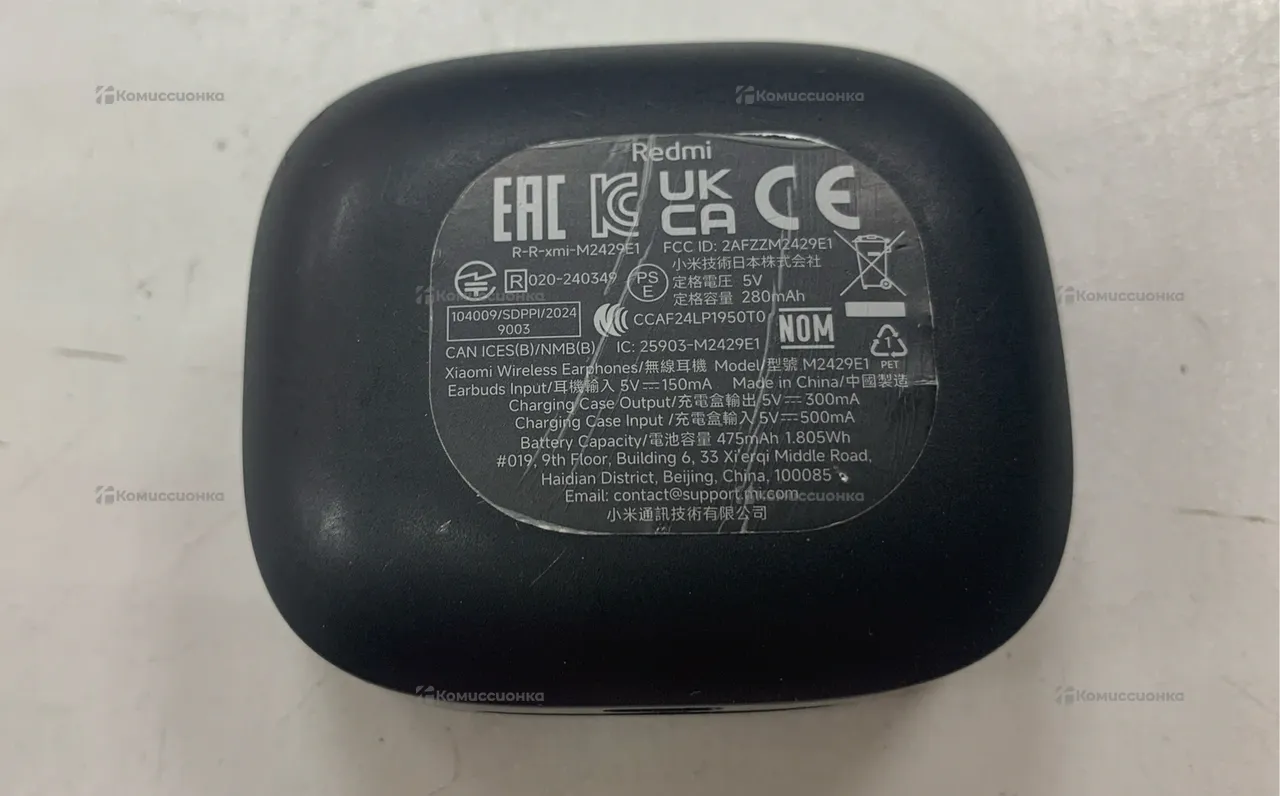 Redmi
EAC KC UK CA CE
R-R-xmi-M2429E1 FCC ID: 2AFZZM2429E1
小米技術日本株式会社
R 020-240349 PS E 定格電圧 5V
定格容量 280mAh
104009/SDPPI/2024
9003
CCAF24LP1950T0 NOM
CAN ICES(B)/NMB(B) IC: 25903-M2429E1
1
PET
Xiaomi Wireless Earphones/無線耳機 Model/型號 M2429E1
Earbuds Input/耳機輸入 5V⎓150mA Made in China/中國製造
Charging Case Output/充電盒輸出 5V⎓300mA
Charging Case Input /充電盒輸入 5V⎓500mA
Battery Capacity/電池容量 475mAh 1.805Wh
#019, 9th Floor, Building 6, 33 Xi'erqi Middle Road,
Haidian District, Beijing, China, 100085
Email: contact@support.mi.com
小米通訊技術有限公司
Комиссионка
Комиссионка
Комиссионка
Комиссионка
Комиссионка
Комиссионка
Комиссионка
Комиссионка